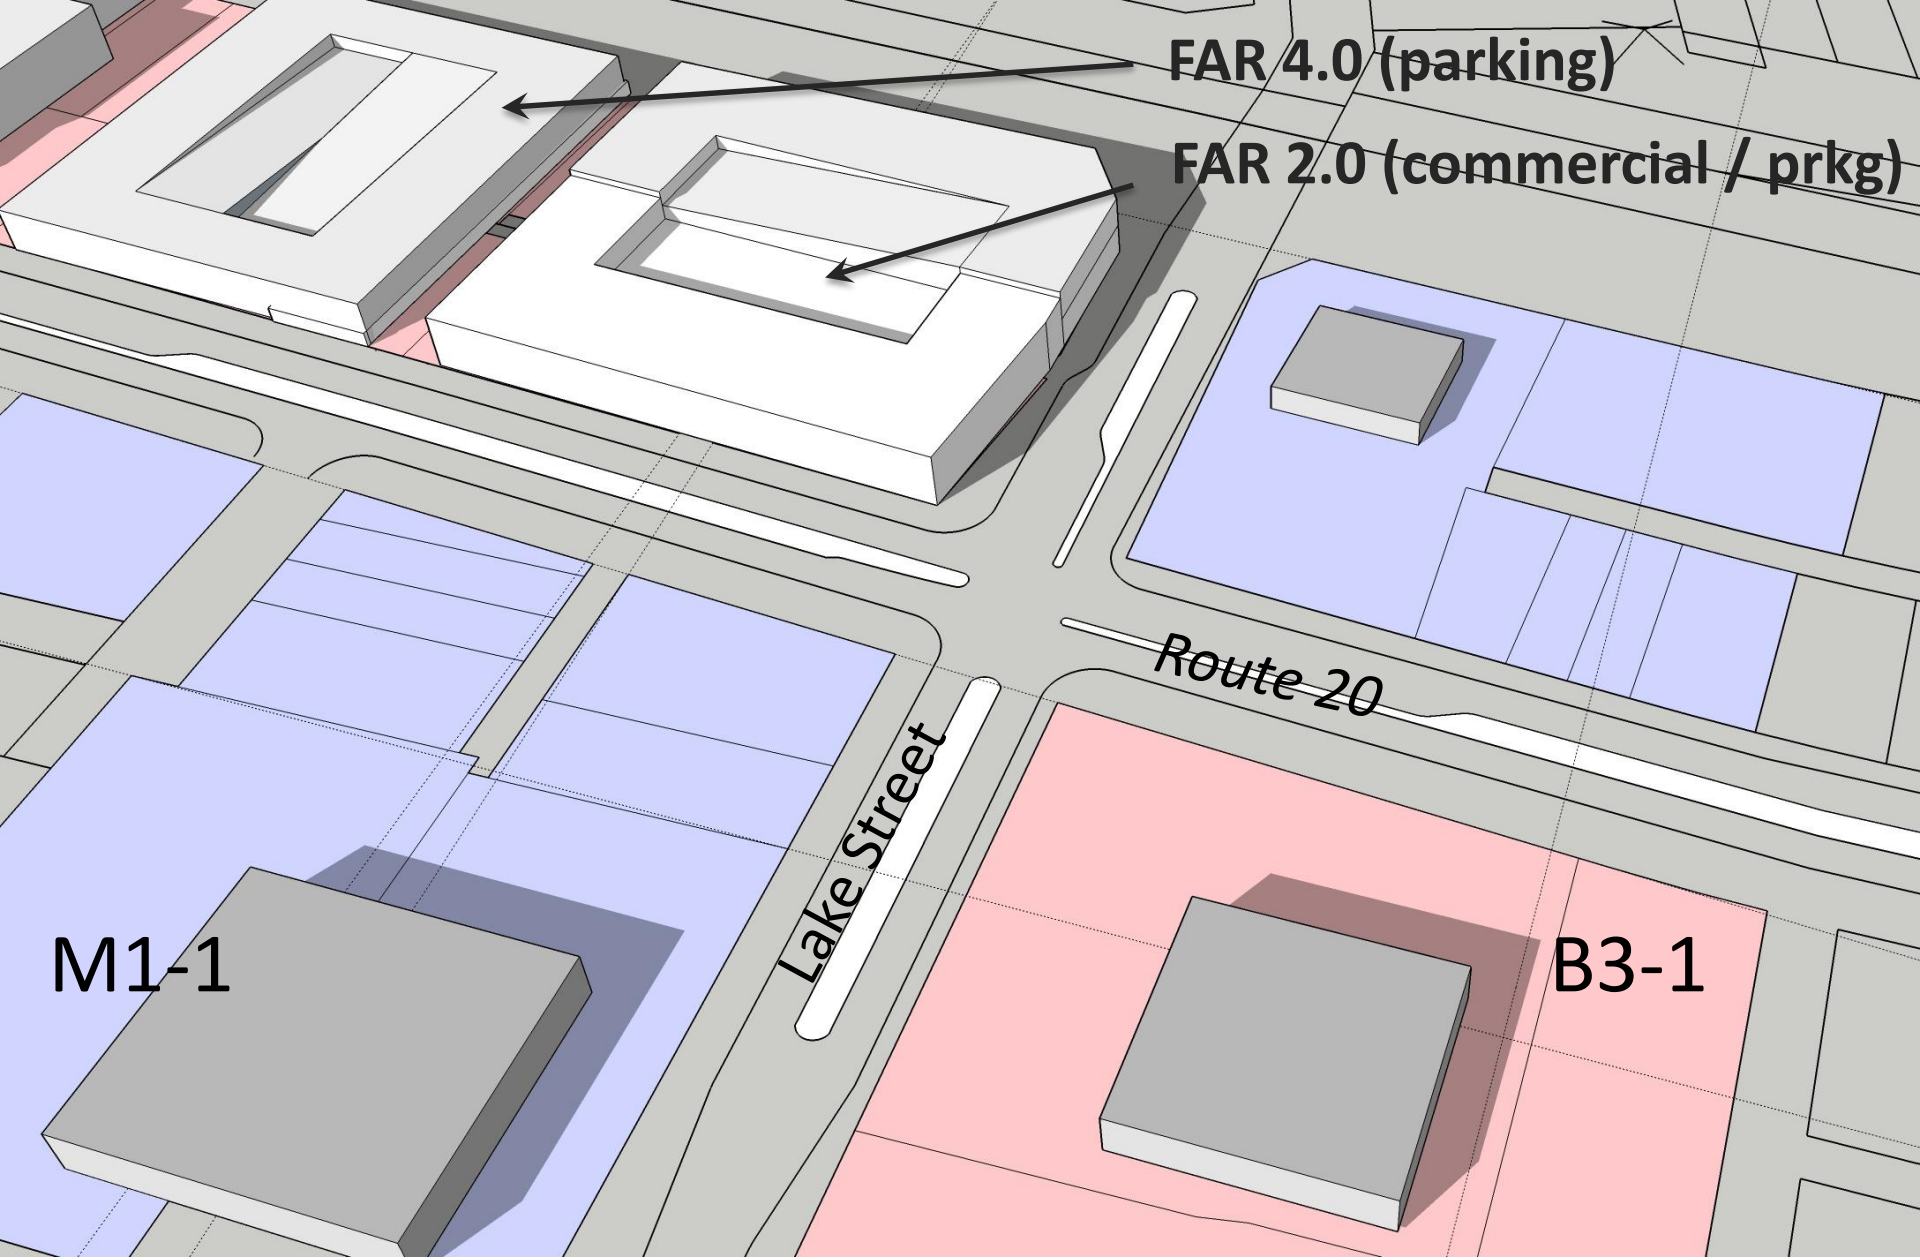 FAR 4.0 (parking)
FAR 2.0 (commercial / prkg)
Route 20
Lake Street
M1-1
B3-1